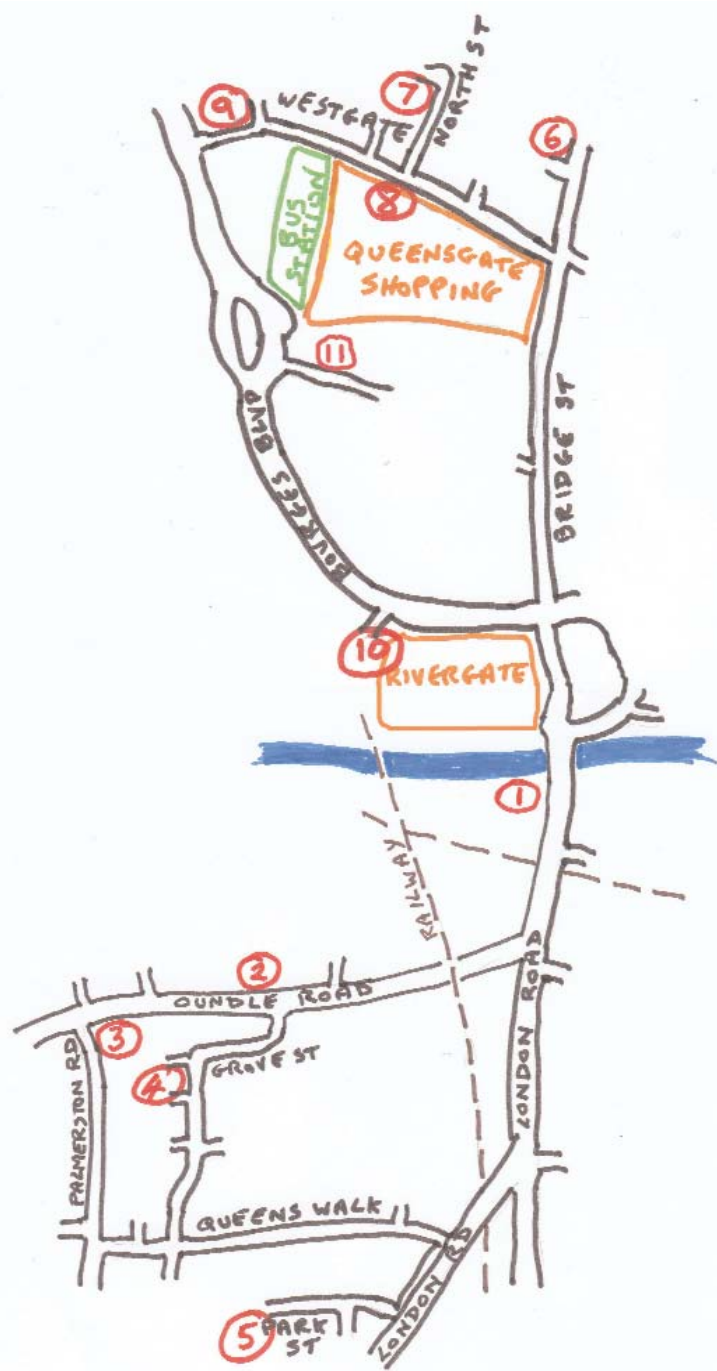 NORTH ST
7
9
WESTGATE
6
8
BUS
STATION
QUEENSGATE
SHOPPING
11
BRIDGE ST
BOURGES BLVD
10
RIVERGATE
1
RAILWAY
2
OUNDLE ROAD
LONDON ROAD
3
GROVE ST
4
PALMERSTON RD
QUEENS WALK
LONDON RD
5
PARK
ST